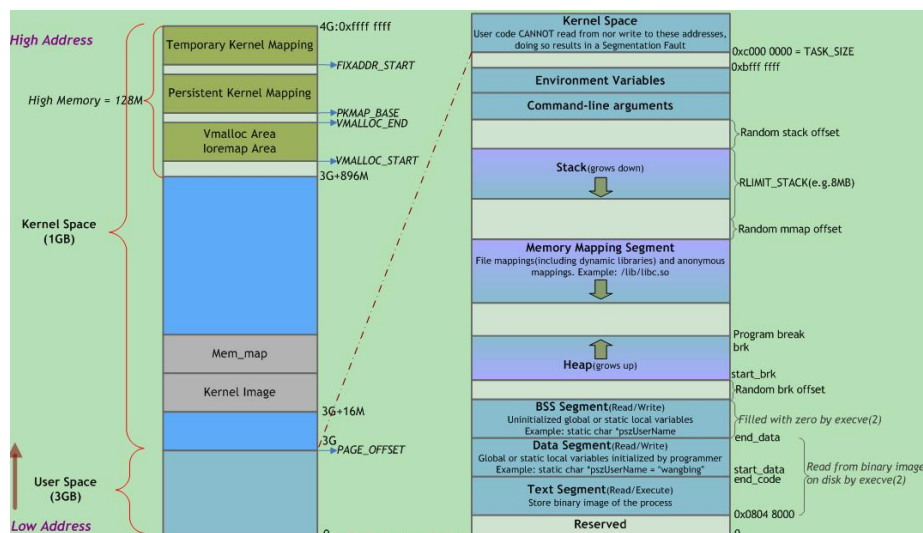 4G:0xffff ffff
High Address
Temporary Kernel Mapping
FIXADDR_START
High Memory = 128M
Persistent Kernel Mapping
PKMAP_BASE
VMALLOC_END
Vmalloc Area
Ioremap Area
VMALLOC_START
3G+896M
Kernel Space
(1GB)
Mem_map
Kernel Image
3G+16M
3G
PAGE_OFFSET
User Space
(3GB)
Low Address
0
Kernel Space
User code CANNOT read from nor write to these addresses,
doing so results in a Segmentation Fault
0xc000 0000 = TASK_SIZE
0xbfff ffff
Environment Variables
Command-line arguments
Random stack offset
Stack(grows down)
RLIMIT_STACK(e.g.8MB)
Random mmap offset
Memory Mapping Segment
File mappings(including dynamic libraries) and anonymous
mappings. Example: /lib/libc.so
Program break
brk
Heap(grows up)
start_brk
Random brk offset
BSS Segment(Read/Write)
Uninitialized global or static local variables
Example: static char *pszUserName
Filled with zero by execve(2)
end_data
Data Segment(Read/Write)
Global or static local variables initialized by programmer
Example: static char *pszUserName = "wangbing"
start_data
end_code
Read from binary image
on disk by execve(2)
Text Segment(Read/Execute)
Store binary image of the process
0x0804 8000
Reserved
0